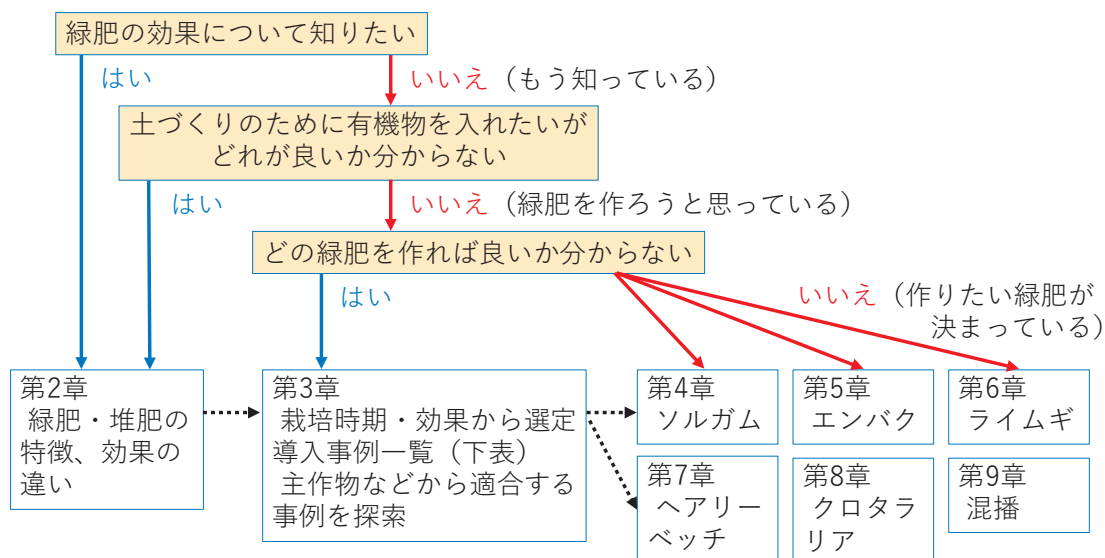 緑肥の効果について知りたい
はい
いいえ（もう知っている）
土づくりのために有機物を入れたいが
どれが良いか分からない
はい
いいえ（緑肥を作ろうと思っている）
どの緑肥を作れば良いか分からない
はい
いいえ（作りたい緑肥が
決まっている）
第2章
緑肥・堆肥の
特徴、効果の
違い
第3章
栽培時期・効果から選定
導入事例一覧（下表）
主作物などから適合する
事例を探索
第4章
ソルガム
第5章
エンバク
第6章
ライムギ
第7章
ヘアリー
ベッチ
第8章
クロタラ
リア
第9章
混播